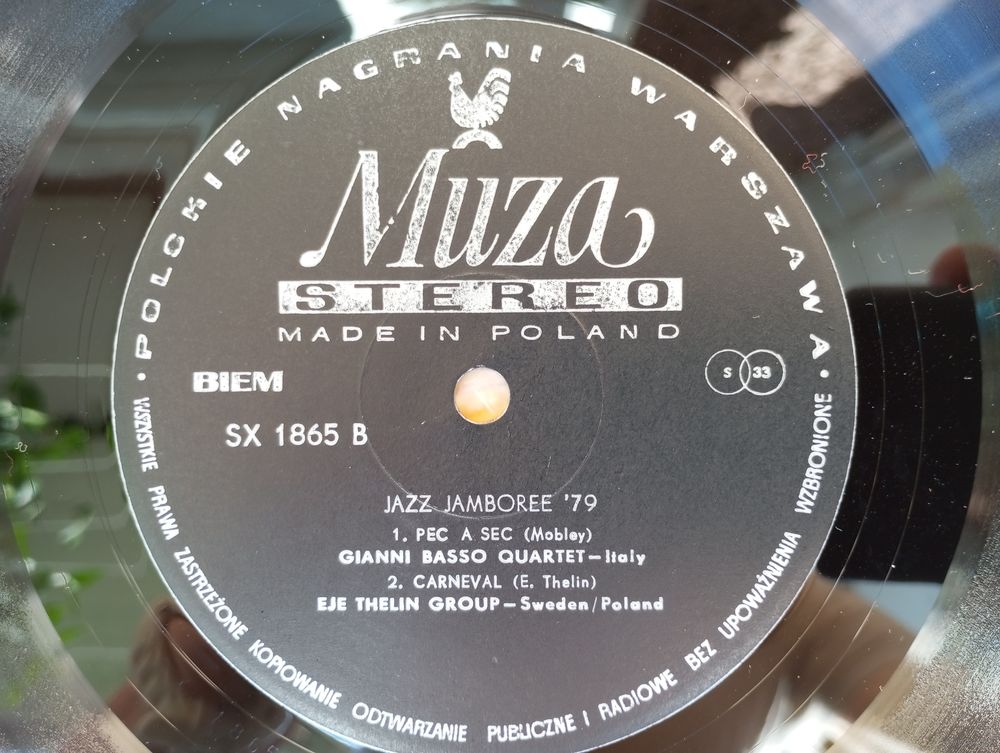 • POLSKIE NAGRANIA WARSZAWA •
Muza
STEREO
MADE IN POLAND
BIEM
S 33
SX 1865 B
JAZZ JAMBOREE '79
1. PEC A SEC (Mobley)
GIANNI BASSO QUARTET—Italy
2. CARNEVAL (E. Thelin)
EJE THELIN GROUP—Sweden/Poland
WSZYSTKIE PRAWA ZASTRZEŻONE KOPIOWANIE ODTWARZANIE PUBLICZNE I RADIOWE BEZ UPOWAŻNIENIA WZBRONIONE